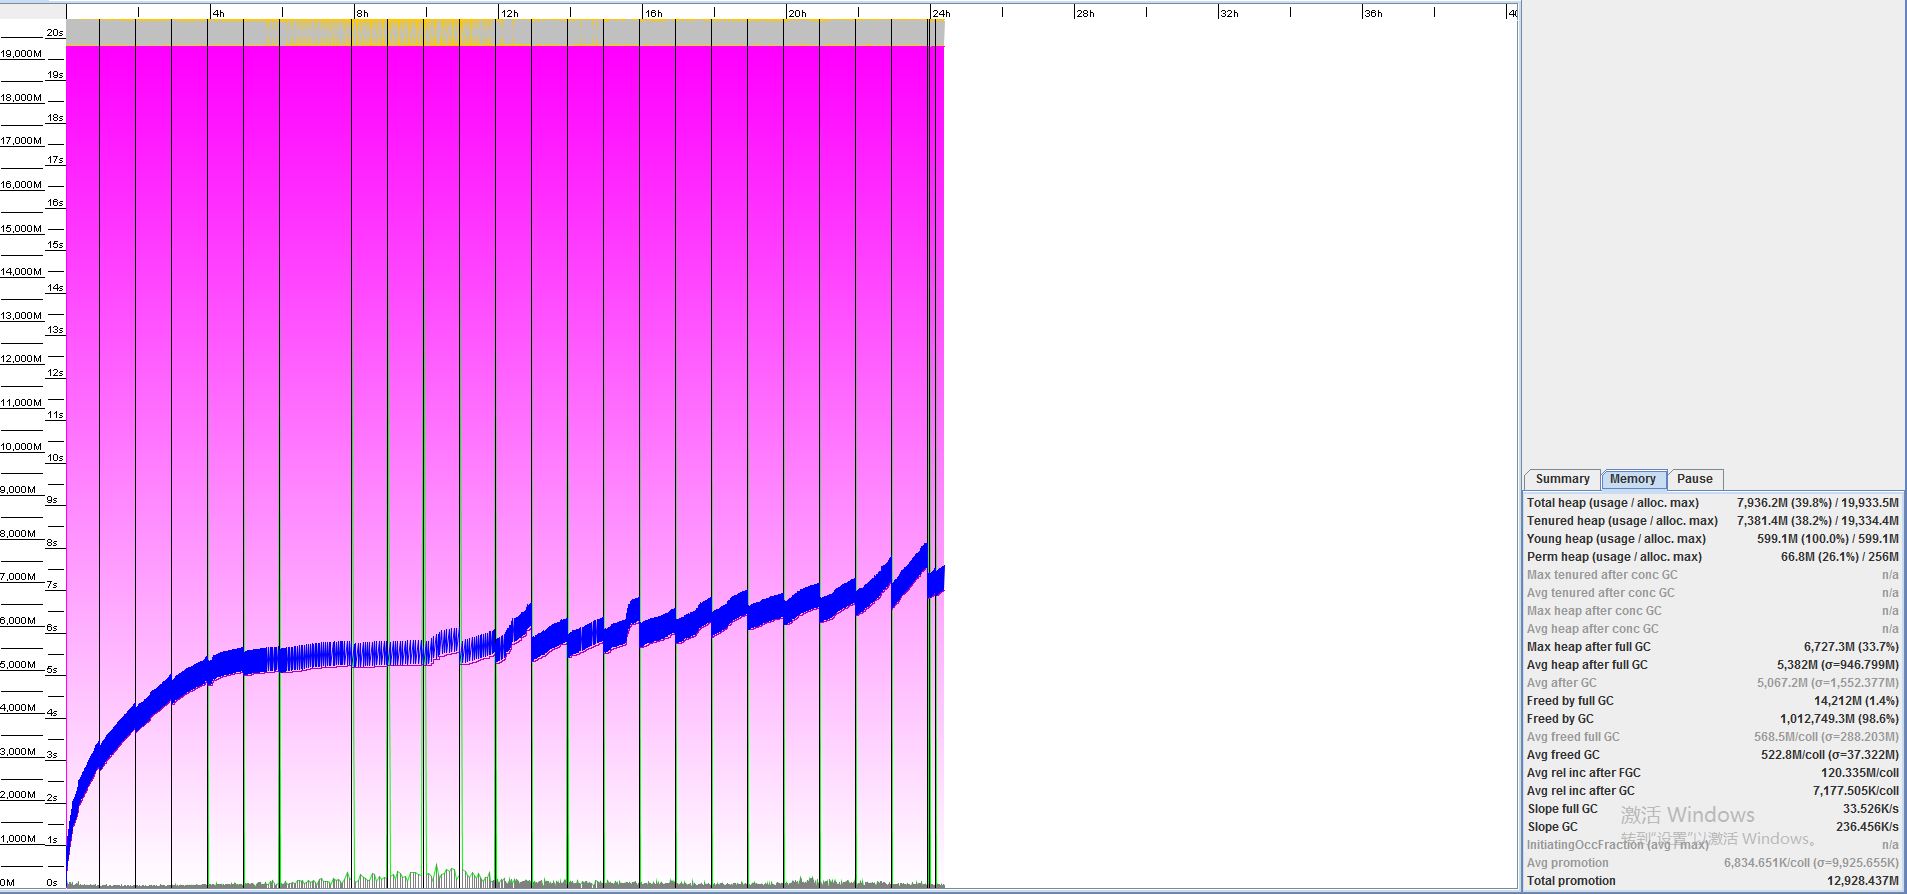 4h 8h 12h 16h 20h 24h 28h 32h 36h 40
20s
19,000M 19s
18,000M 18s
17,000M 17s
16,000M 16s
15,000M 15s
14,000M 14s
13,000M 13s
12,000M 12s
11,000M 11s
10,000M 10s
9,000M 9s
8,000M 8s
7,000M 7s
6,000M 6s
5,000M 5s
4,000M 4s
3,000M 3s
2,000M 2s
1,000M 1s
0M 0s
Summary Memory Pause
Total heap (usage / alloc. max) 7,936.2M (39.8%) / 19,933.5M
Tenured heap (usage / alloc. max) 7,381.4M (38.2%) / 19,334.4M
Young heap (usage / alloc. max) 599.1M (100.0%) / 599.1M
Perm heap (usage / alloc. max) 66.8M (26.1%) / 256M
Max tenured after conc GC n/a
Avg tenured after conc GC n/a
Max heap after conc GC n/a
Avg heap after conc GC n/a
Max heap after full GC 6,727.3M (33.7%)
Avg heap after full GC 5,382M (σ=946.799M)
Avg after GC 5,067.2M (σ=1,552.377M)
Freed by full GC 14,212M (1.4%)
Freed by GC 1,012,749.3M (98.6%)
Avg freed full GC 568.5M/coll (σ=288.203M)
Avg freed GC 522.8M/coll (σ=37.322M)
Avg rel inc after FGC 120.335M/coll
Avg rel inc after GC 7,177.505K/coll
Slope full GC 33.526K/s
Slope GC 236.456K/s
InitiatingOccFraction (avg / max) n/a
Avg promotion 6,834.651K/coll (σ=9,925.655K)
Total promotion 12,928.437M
激活 Windows
转到"设置"以激活 Windows。